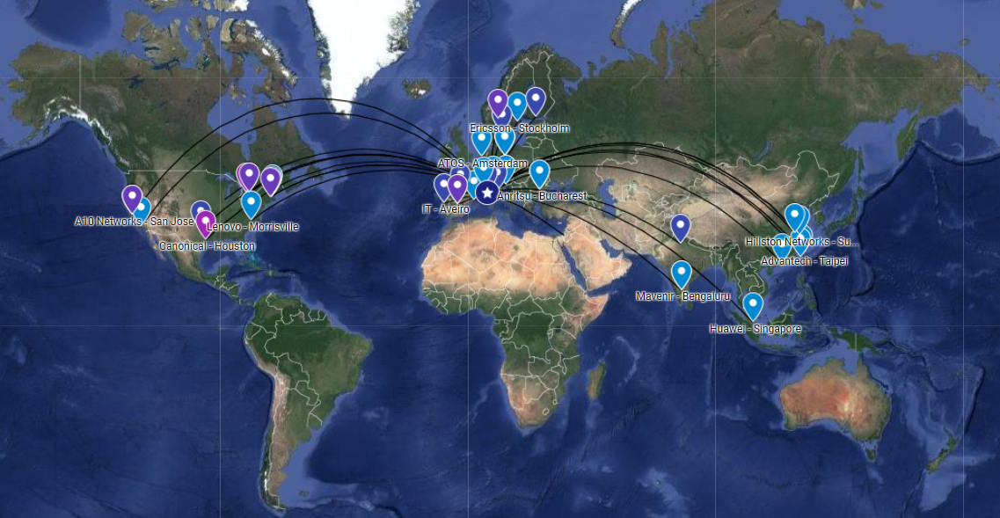 Ericsson - Stockholm
ATOS - Amsterdam
Anritsu - Bucharest
IT - Aveiro
A10 Networks - San Jose
Lenovo - Morrisville
Canonical - Houston
Hillston Networks - Su...
Advantech - Taipei
Mavenir - Bengaluru
Huawei - Singapore